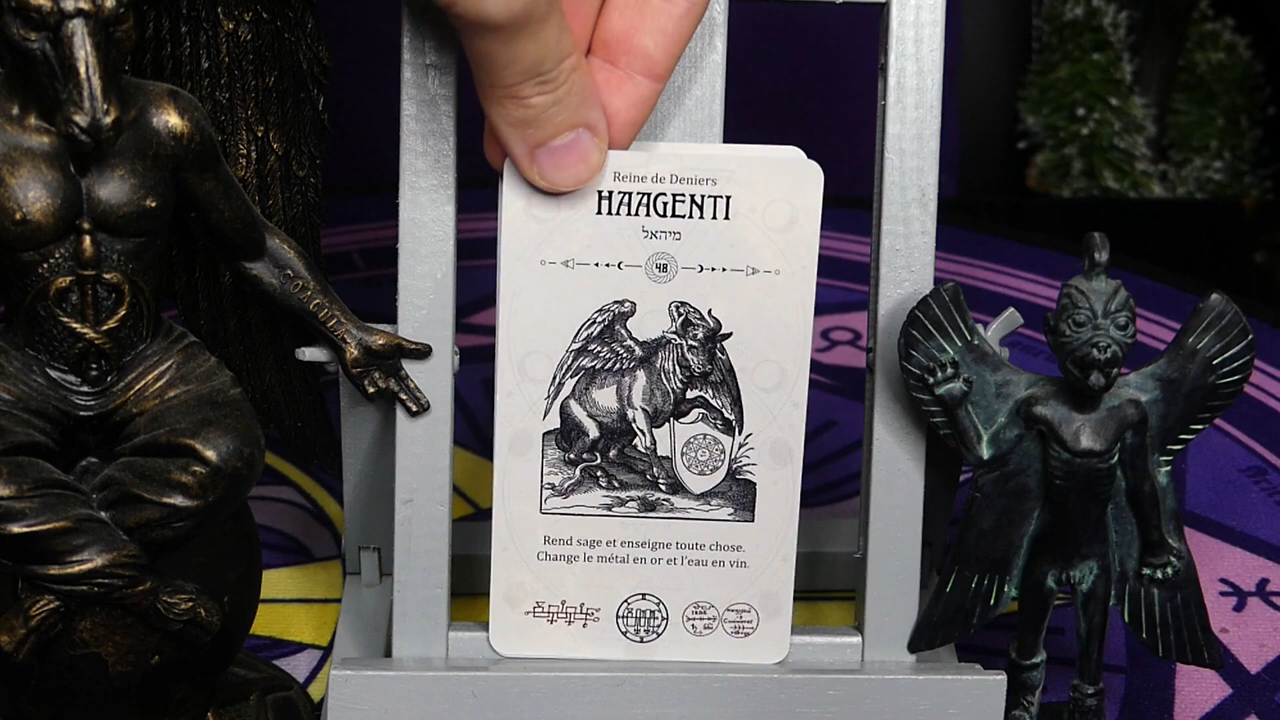 Reine de Deniers
HAAGENTI
מיהאל
48
Rend sage et enseigne toute chose.
Change le métal en or et l'eau en vin.
COAGULA